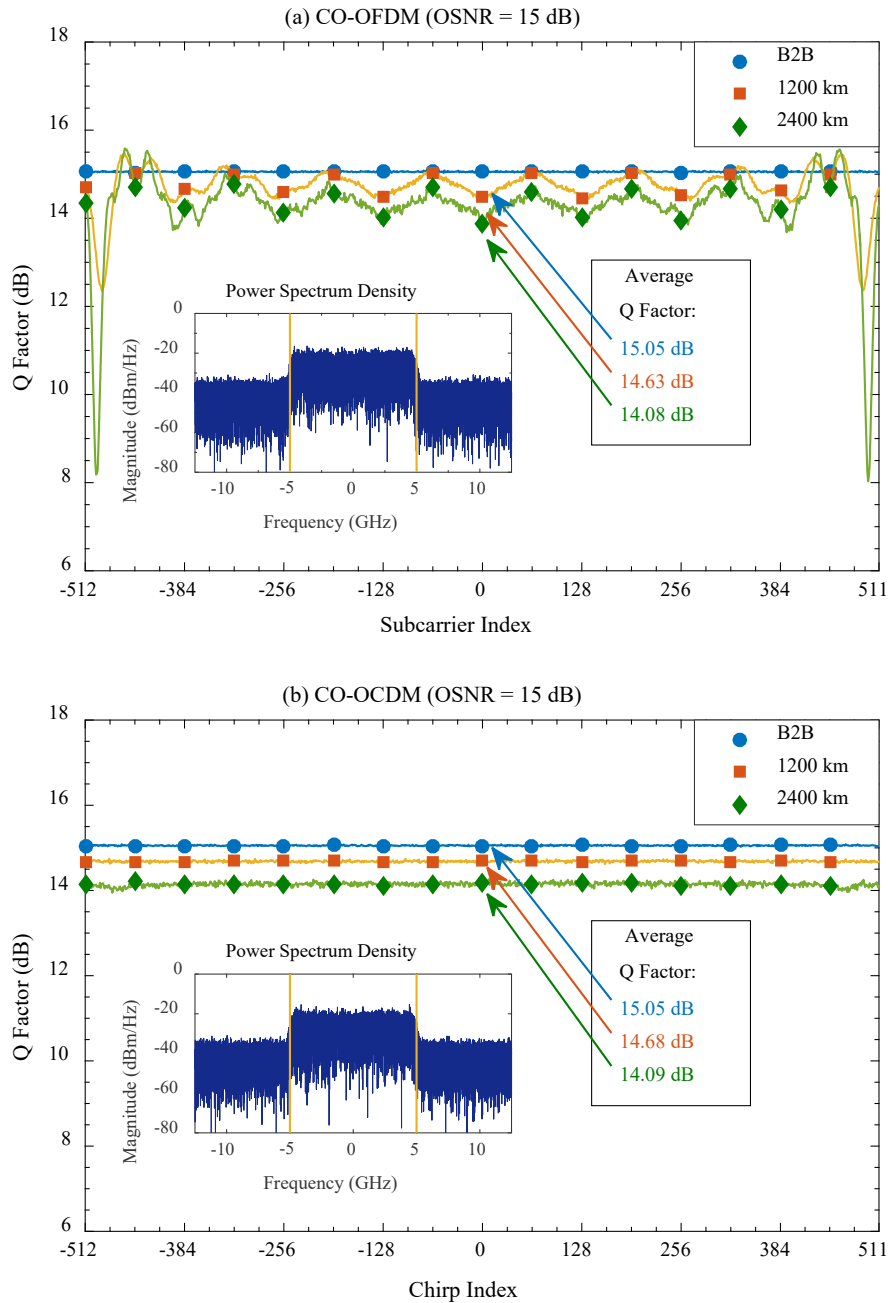 (a) CO-OFDM (OSNR = 15 dB)
18
16
14
12
10
8
6
Q Factor (dB)
B2B
1200 km
2400 km
Average
Q Factor:
15.05 dB
14.63 dB
14.08 dB
Power Spectrum Density
0
-20
-40
-60
-80
Magnitude (dBm/Hz)
-10
-5
0
5
10
Frequency (GHz)
-512
-384
-256
-128
0
128
256
384
511
Subcarrier Index
(b) CO-OCDM (OSNR = 15 dB)
18
16
14
12
10
8
6
Q Factor (dB)
B2B
1200 km
2400 km
Average
Q Factor:
15.05 dB
14.68 dB
14.09 dB
Power Spectrum Density
0
-20
-40
-60
-80
Magnitude (dBm/Hz)
-10
-5
0
5
10
Frequency (GHz)
-512
-384
-256
-128
0
128
256
384
511
Chirp Index